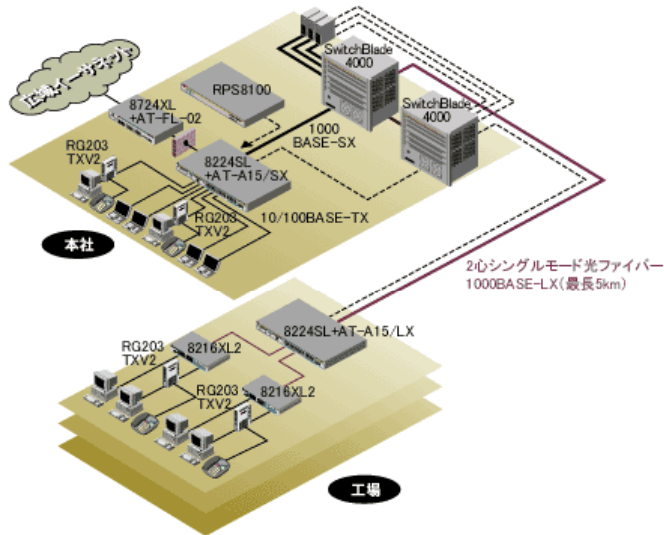 SwitchBlade
4000
RPS8100
SwitchBlade
4000
広域イーサネット
8724XL
+AT-FL-02
1000
BASE-SX
RG203
TXV2
8224SL
+AT-A15/SX
RG203
TXV2
10/100BASE-TX
本社
2心シングルモード光ファイバー
1000BASE-LX(最長5km)
8224SL+AT-A15/LX
RG203
TXV2
8216XL2
RG203
TXV2
8216XL2
工場